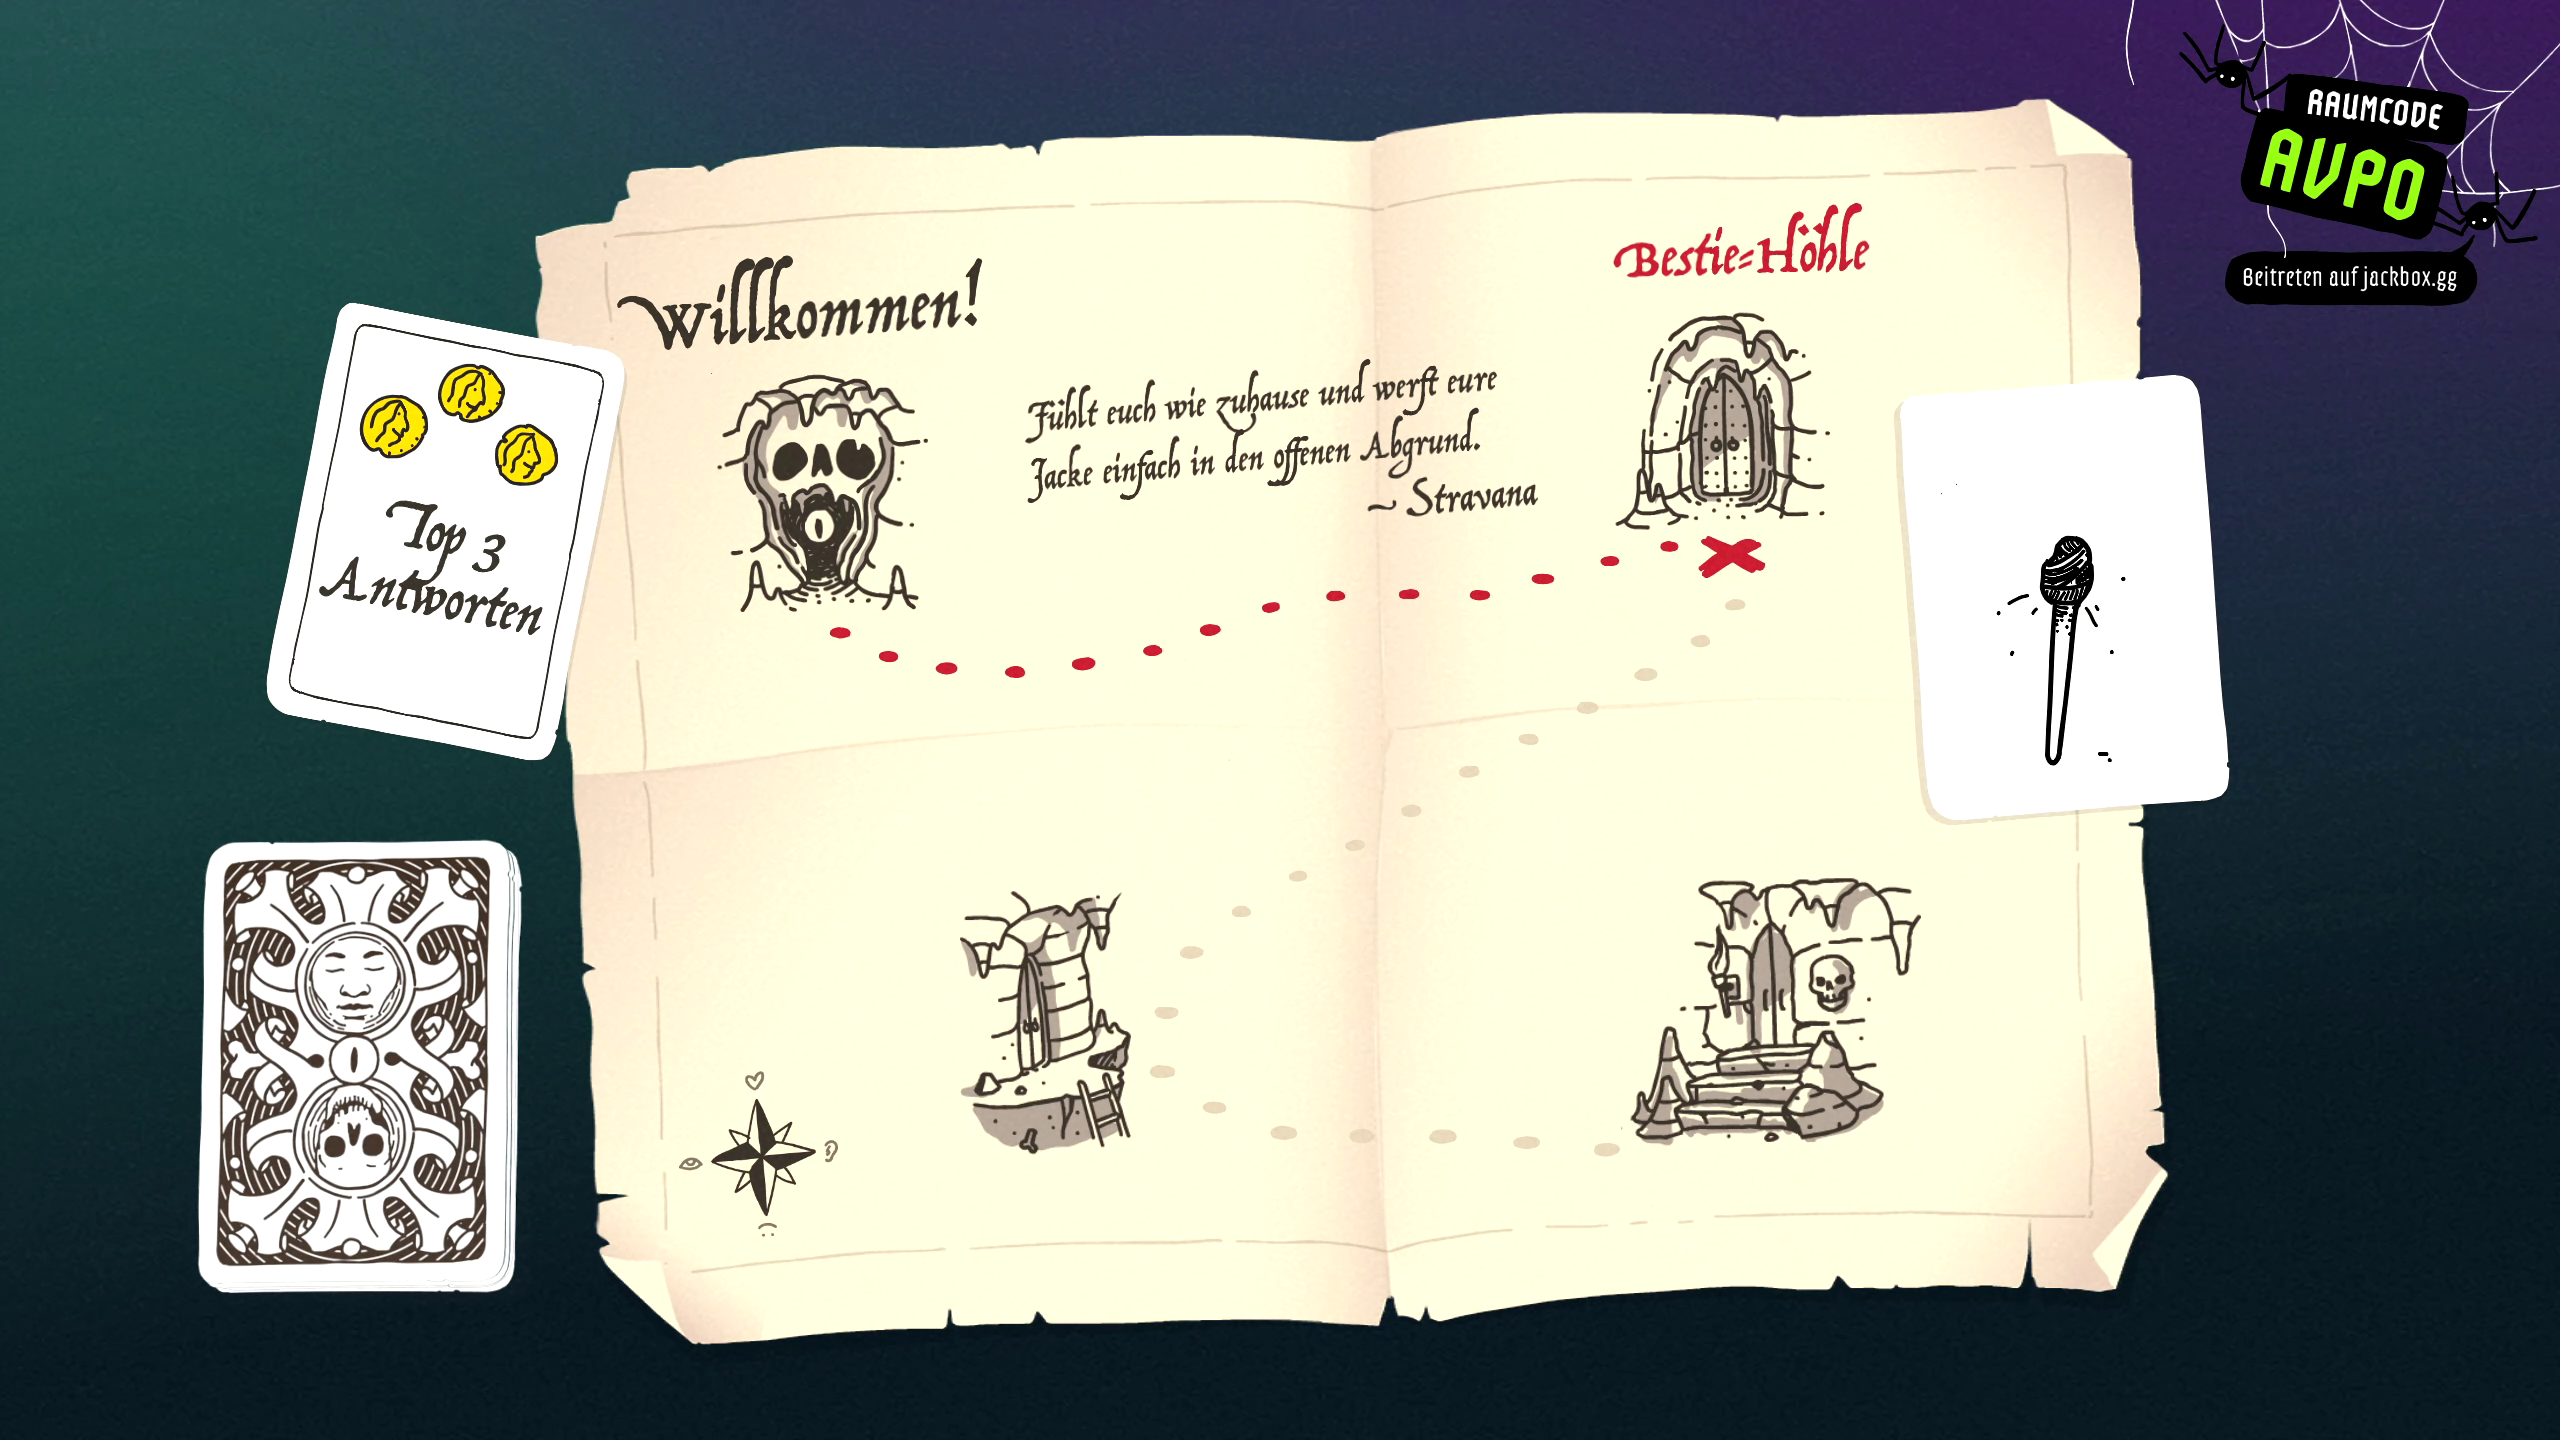 RAUMCODE
AVPO
Beitreten auf jackbox.gg
Bestie=Höhle
Willkommen!
Fühlt euch wie zuhause und werft eure
Jacke einfach in den offenen Abgrund.
~ Stravana
Top 3
Antworten